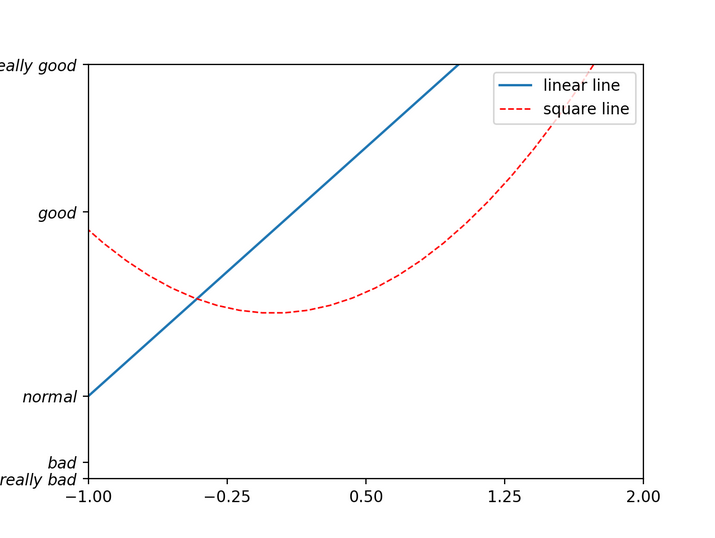 eally good
good
normal
bad
really bad
−1.00 −0.25 0.50 1.25 2.00
linear line
square line